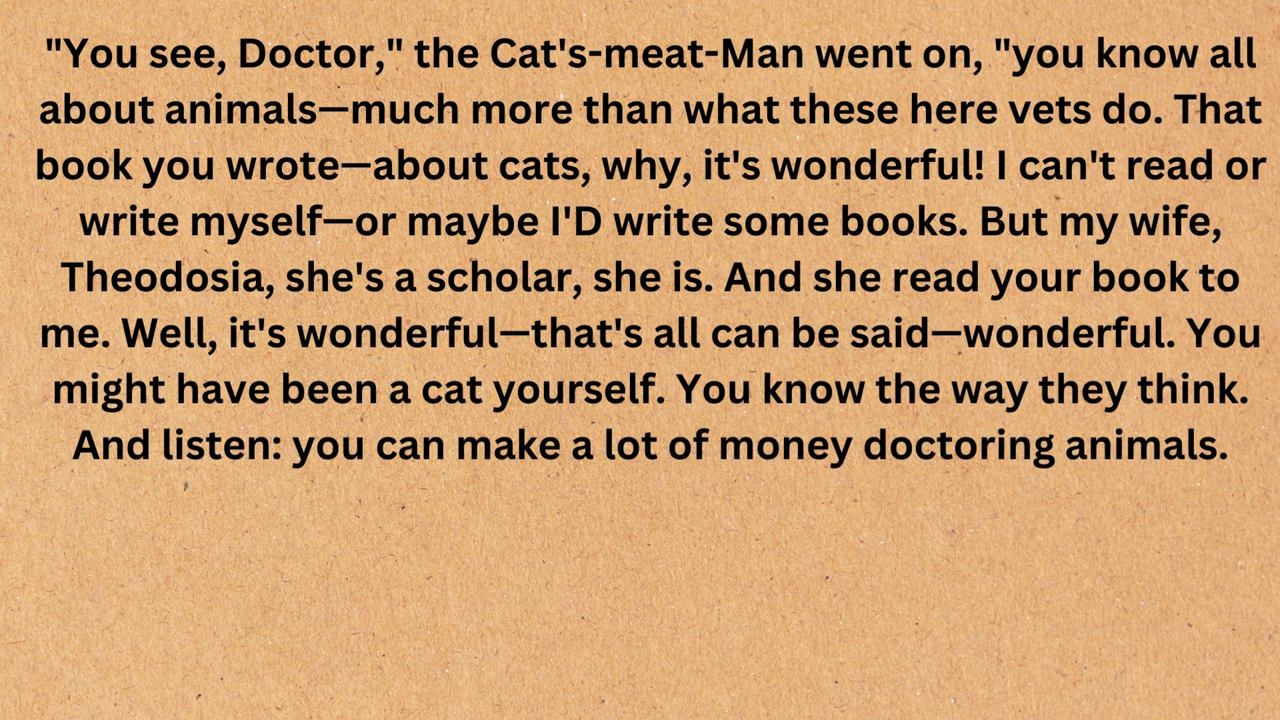 "You see, Doctor," the Cat's-meat-Man went on, "you know all
about animals—much more than what these here vets do. That
book you wrote—about cats, why, it's wonderful! I can't read or
write myself—or maybe I'D write some books. But my wife,
Theodosia, she's a scholar, she is. And she read your book to
me. Well, it's wonderful—that's all can be said—wonderful. You
might have been a cat yourself. You know the way they think.
And listen: you can make a lot of money doctoring animals.